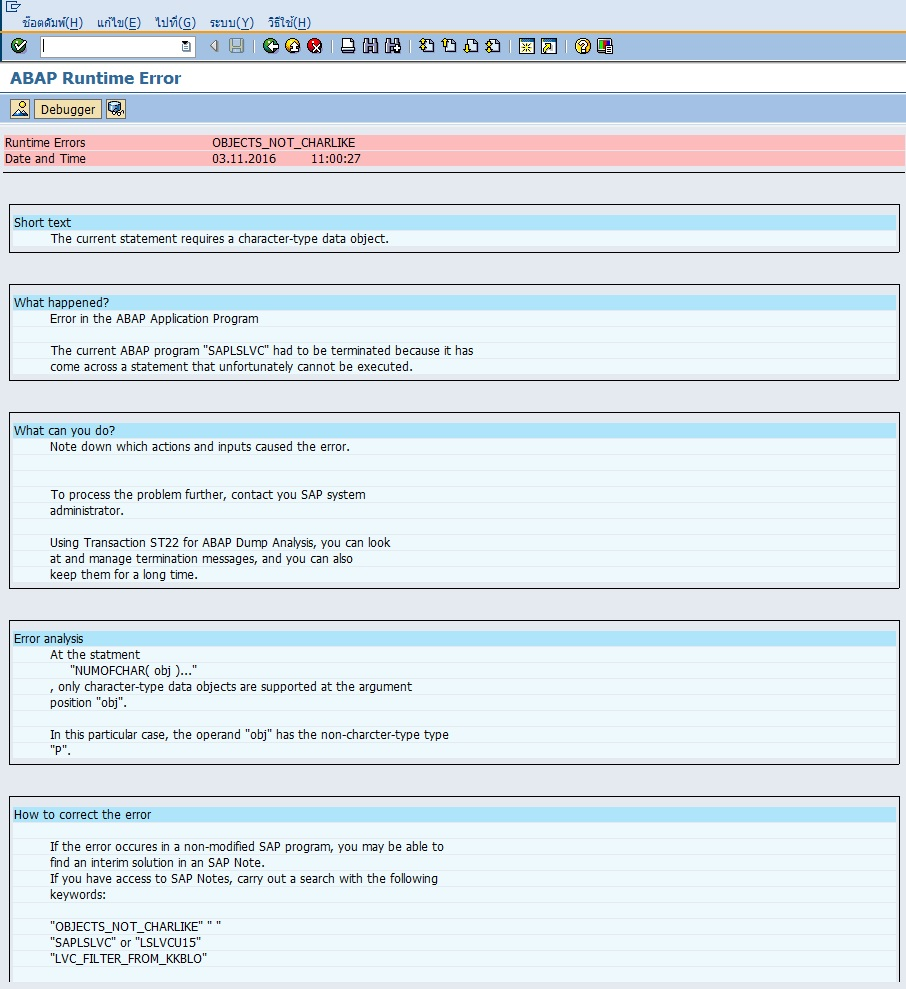 ช็อตดัมพ์(H) แก้ไข(E) ไปที่(G) ระบบ(Y) วิธีใช้(H)
ABAP Runtime Error
Debugger
Runtime Errors OBJECTS_NOT_CHARLIKE
Date and Time 03.11.2016 11:00:27
Short text
The current statement requires a character-type data object.
What happened?
Error in the ABAP Application Program
The current ABAP program "SAPLSLVC" had to be terminated because it has
come across a statement that unfortunately cannot be executed.
What can you do?
Note down which actions and inputs caused the error.
To process the problem further, contact you SAP system
administrator.
Using Transaction ST22 for ABAP Dump Analysis, you can look
at and manage termination messages, and you can also
keep them for a long time.
Error analysis
At the statment
"NUMOFCHAR( obj )..."
, only character-type data objects are supported at the argument
position "obj".
In this particular case, the operand "obj" has the non-charcter-type type
"P".
How to correct the error
If the error occures in a non-modified SAP program, you may be able to
find an interim solution in an SAP Note.
If you have access to SAP Notes, carry out a search with the following
keywords:
"OBJECTS_NOT_CHARLIKE" " "
"SAPLSLVC" or "LSLVCU15"
"LVC_FILTER_FROM_KKBLO"